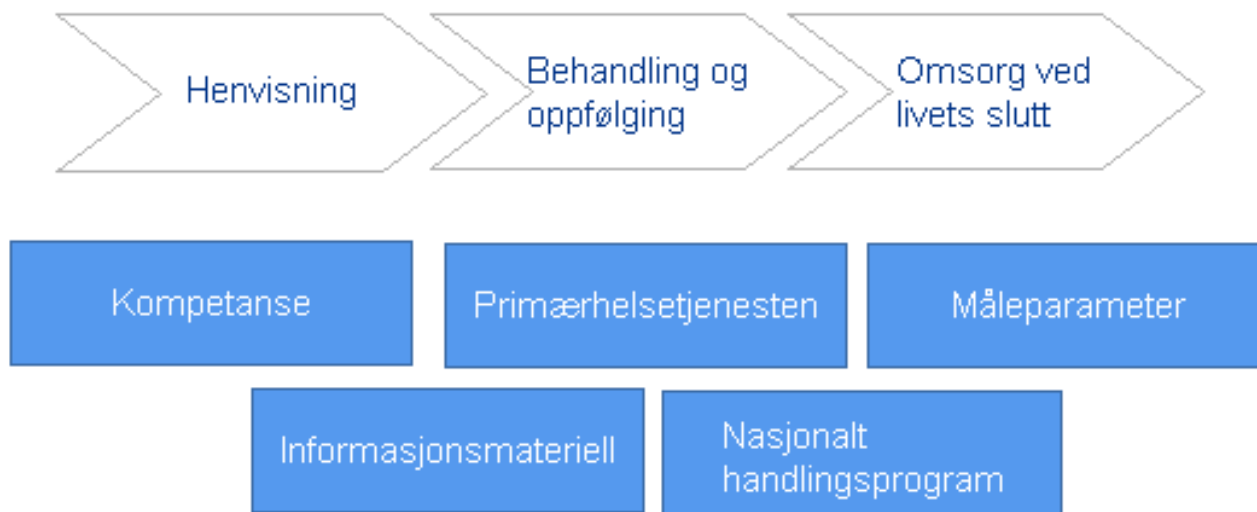 Henvisning
Behandling og
oppfølging
Omsorg ved
livets slutt
Kompetanse
Primærhelsetjenesten
Måleparameter
Informasjonsmateriell
Nasjonalt
handlingsprogram